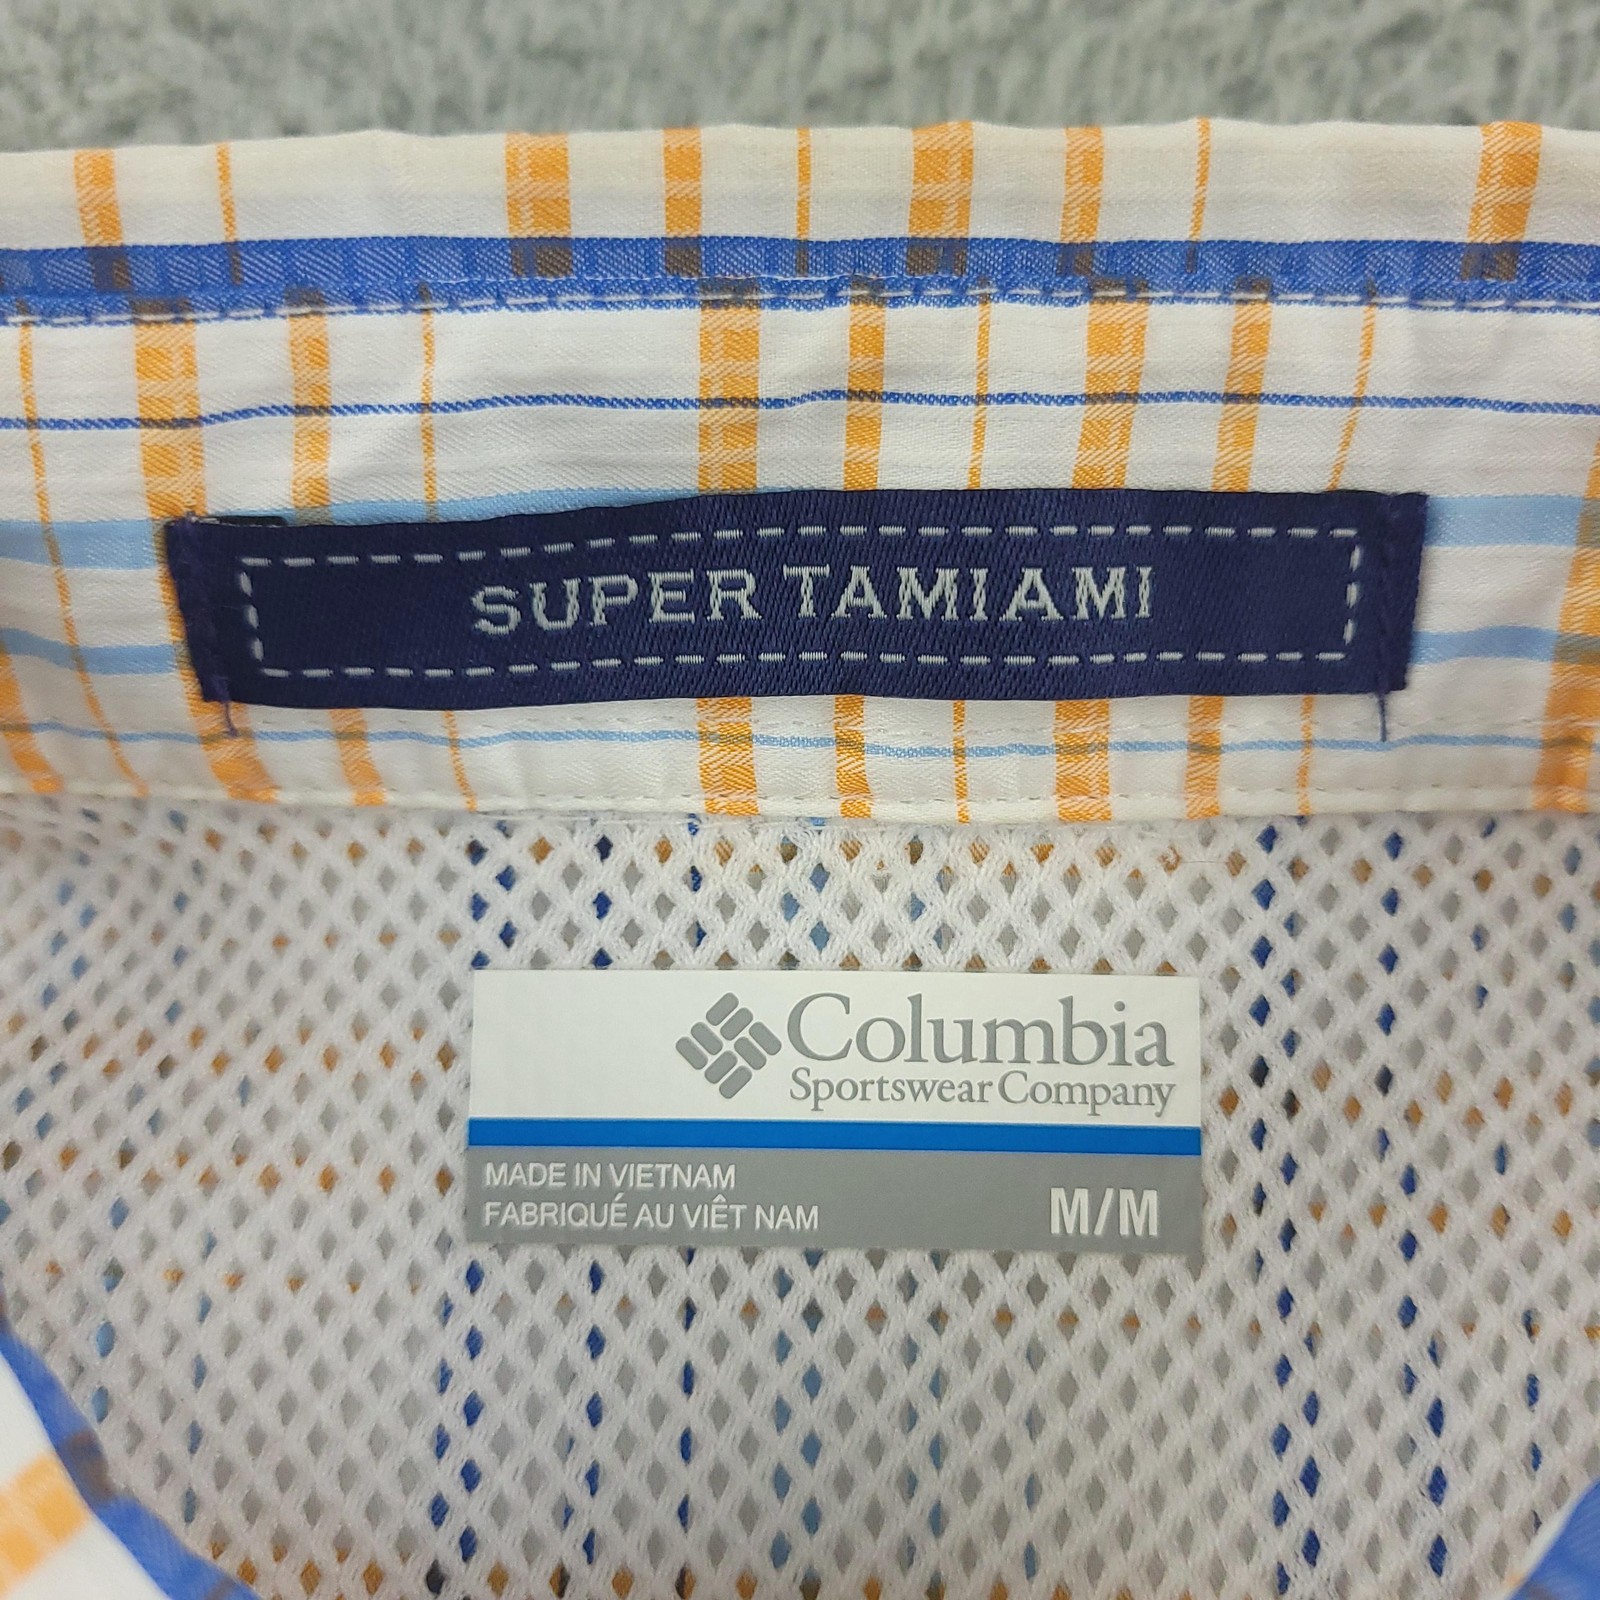 SUPER TAMIAMI
Columbia
Sportswear Company
MADE IN VIETNAM
FABRIQUÉ AU VIÊT NAM
M/M